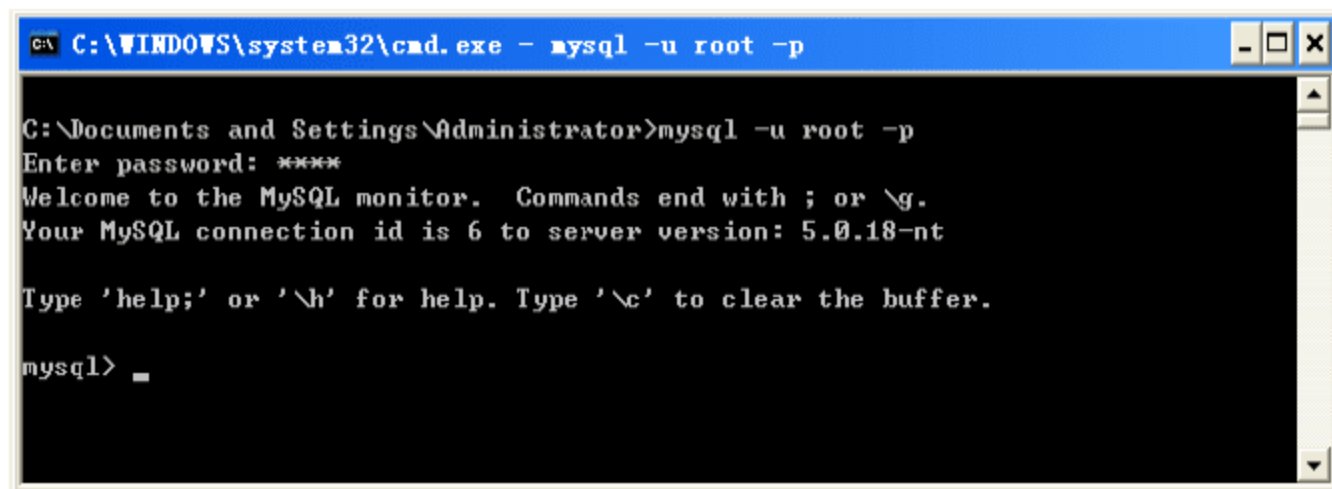 C:\WINDOWS\system32\cmd.exe - mysql -u root -p
C:\Documents and Settings\Administrator>mysql -u root -p
Enter password: ****
Welcome to the MySQL monitor.  Commands end with ; or \g.
Your MySQL connection id is 6 to server version: 5.0.18-nt
Type 'help;' or '\h' for help. Type '\c' to clear the buffer.
mysql> _